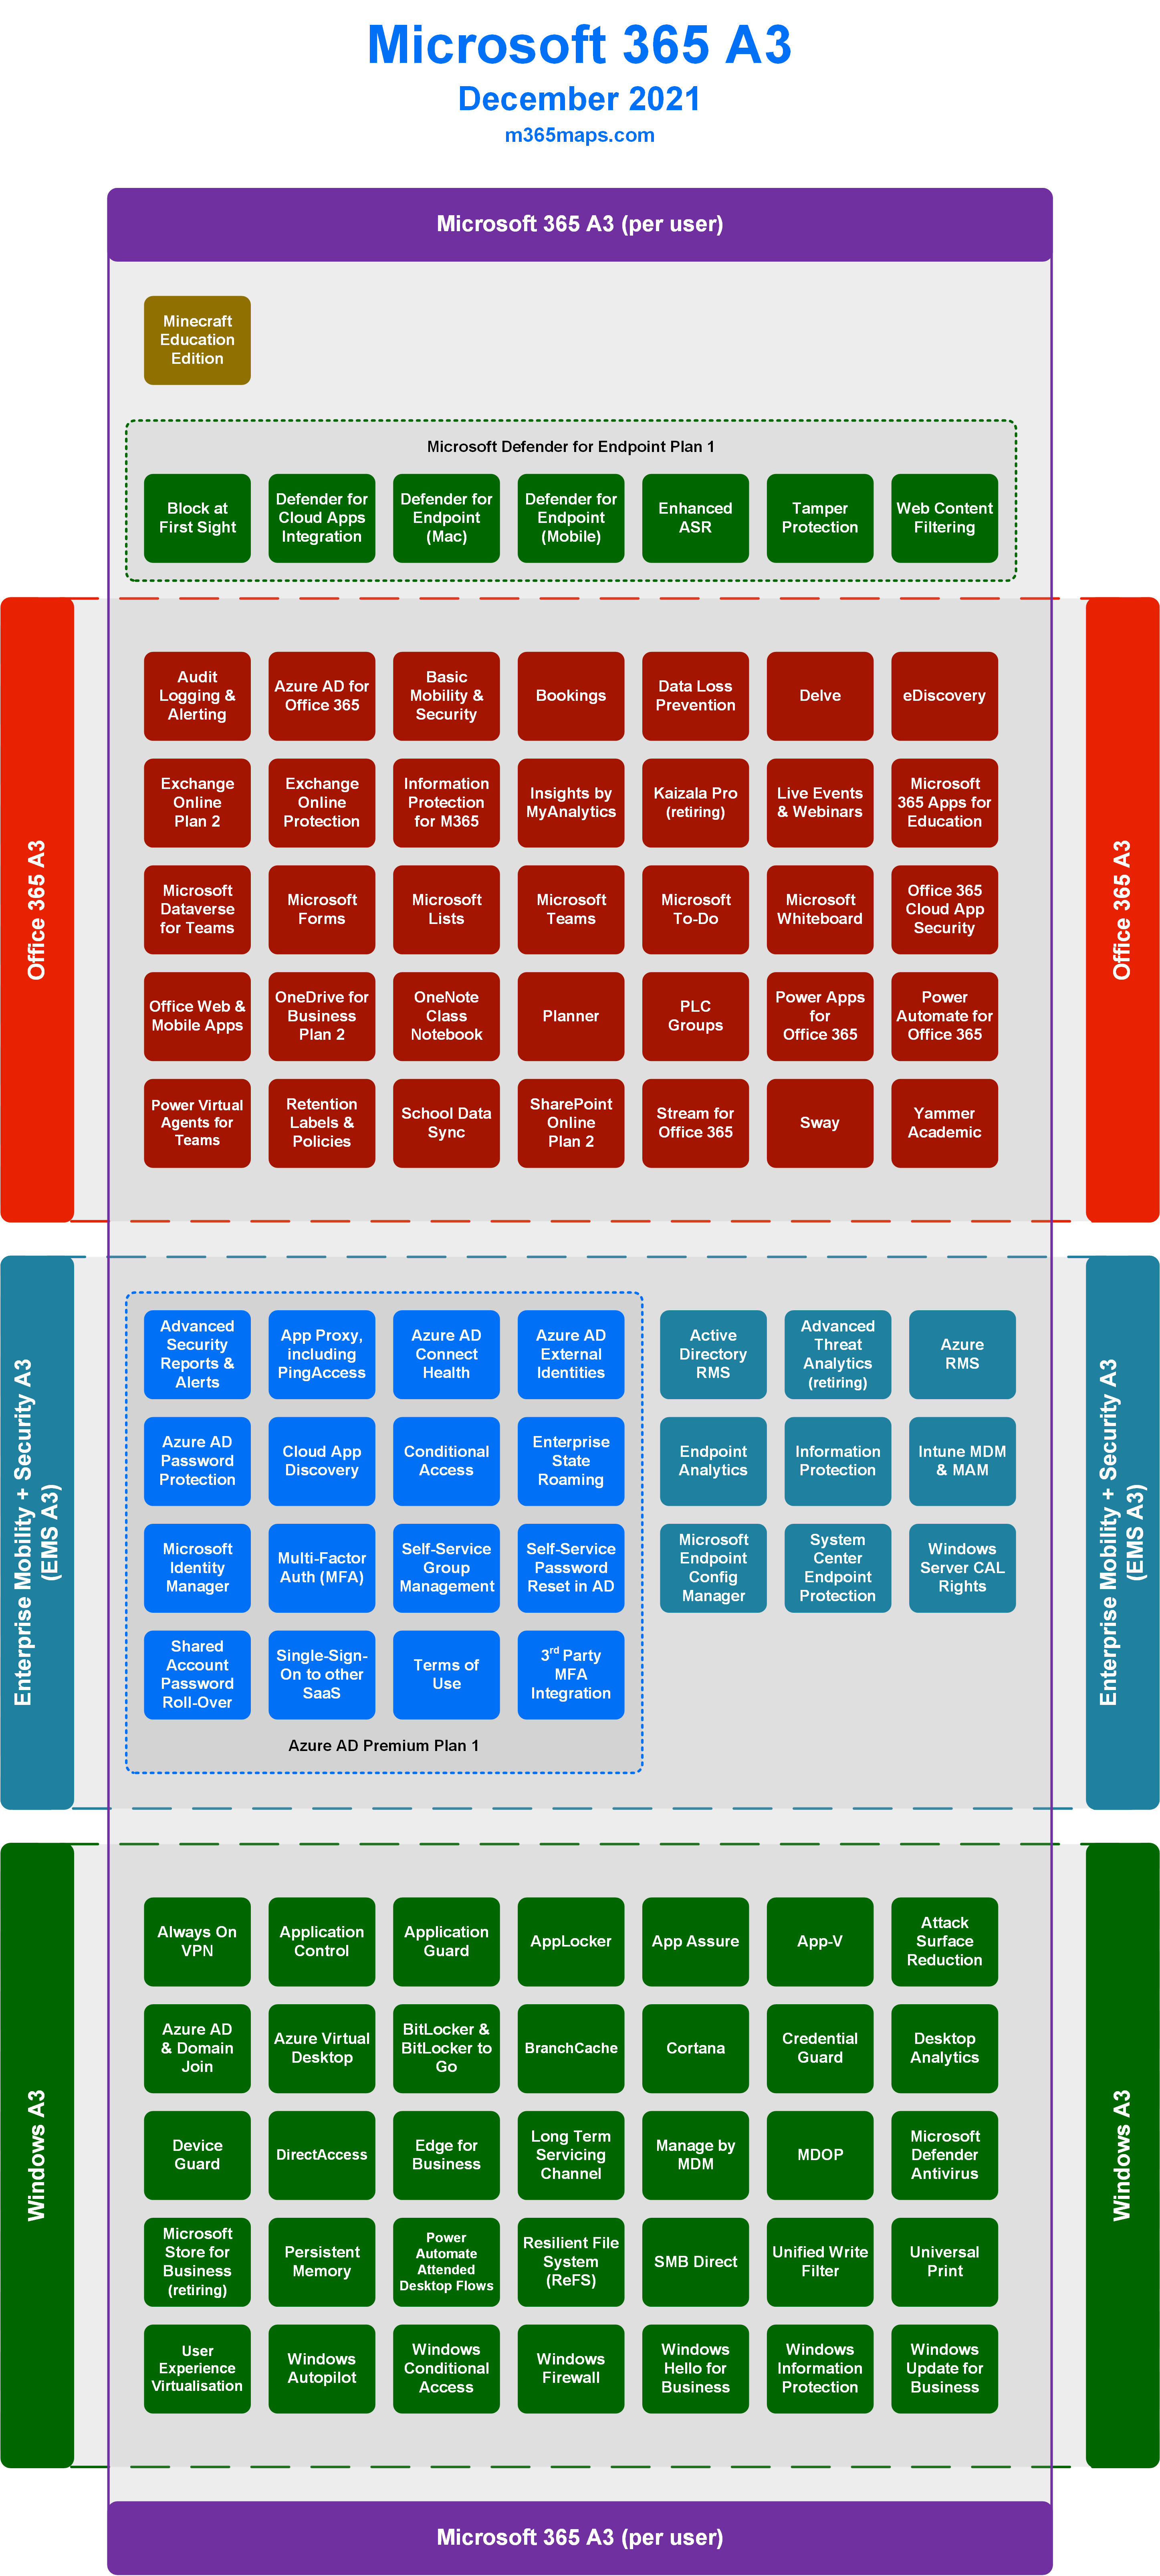 Microsoft 365 A3
December 2021
m365maps.com
Microsoft 365 A3 (per user)
Minecraft
Education
Edition
Microsoft Defender for Endpoint Plan 1
Block at
First Sight
Defender for
Cloud Apps
Integration
Defender for
Endpoint
(Mac)
Defender for
Endpoint
(Mobile)
Enhanced
ASR
Tamper
Protection
Web Content
Filtering
Office 365 A3
Audit
Logging &
Alerting
Azure AD for
Office 365
Basic
Mobility &
Security
Bookings
Data Loss
Prevention
Delve
eDiscovery
Exchange
Online
Plan 2
Exchange
Online
Protection
Information
Protection
for M365
Insights by
MyAnalytics
Kaizala Pro
(retiring)
Live Events
& Webinars
Microsoft
365 Apps for
Education
Microsoft
Dataverse
for Teams
Microsoft
Forms
Microsoft
Lists
Microsoft
Teams
Microsoft
To-Do
Microsoft
Whiteboard
Office 365
Cloud App
Security
Office Web &
Mobile Apps
OneDrive for
Business
Plan 2
OneNote
Class
Notebook
Planner
PLC
Groups
Power Apps
for
Office 365
Power
Automate for
Office 365
Power Virtual
Agents for
Teams
Retention
Labels &
Policies
School Data
Sync
SharePoint
Online
Plan 2
Stream for
Office 365
Sway
Yammer
Academic
Office 365 A3
Enterprise Mobility + Security A3
(EMS A3)
Advanced
Security
Reports &
Alerts
App Proxy,
including
PingAccess
Azure AD
Connect
Health
Azure AD
External
Identities
Active
Directory
RMS
Advanced
Threat
Analytics
(retiring)
Azure
RMS
Azure AD
Password
Protection
Cloud App
Discovery
Conditional
Access
Enterprise
State
Roaming
Endpoint
Analytics
Information
Protection
Intune MDM
& MAM
Microsoft
Identity
Manager
Multi-Factor
Auth (MFA)
Self-Service
Group
Management
Self-Service
Password
Reset in AD
Microsoft
Endpoint
Config
Manager
System
Center
Endpoint
Protection
Windows
Server CAL
Rights
Shared
Account
Password
Roll-Over
Single-Sign-
On to other
SaaS
Terms of
Use
3rd Party
MFA
Integration
Azure AD Premium Plan 1
Enterprise Mobility + Security A3
(EMS A3)
Windows A3
Always On
VPN
Application
Control
Application
Guard
AppLocker
App Assure
App-V
Attack
Surface
Reduction
Azure AD
& Domain
Join
Azure Virtual
Desktop
BitLocker &
BitLocker to
Go
BranchCache
Cortana
Credential
Guard
Desktop
Analytics
Device
Guard
DirectAccess
Edge for
Business
Long Term
Servicing
Channel
Manage by
MDM
MDOP
Microsoft
Defender
Antivirus
Microsoft
Store for
Business
(retiring)
Persistent
Memory
Power
Automate
Attended
Desktop Flows
Resilient File
System
(ReFS)
SMB Direct
Unified Write
Filter
Universal
Print
User
Experience
Virtualisation
Windows
Autopilot
Windows
Conditional
Access
Windows
Firewall
Windows
Hello for
Business
Windows
Information
Protection
Windows
Update for
Business
Windows A3
Microsoft 365 A3 (per user)